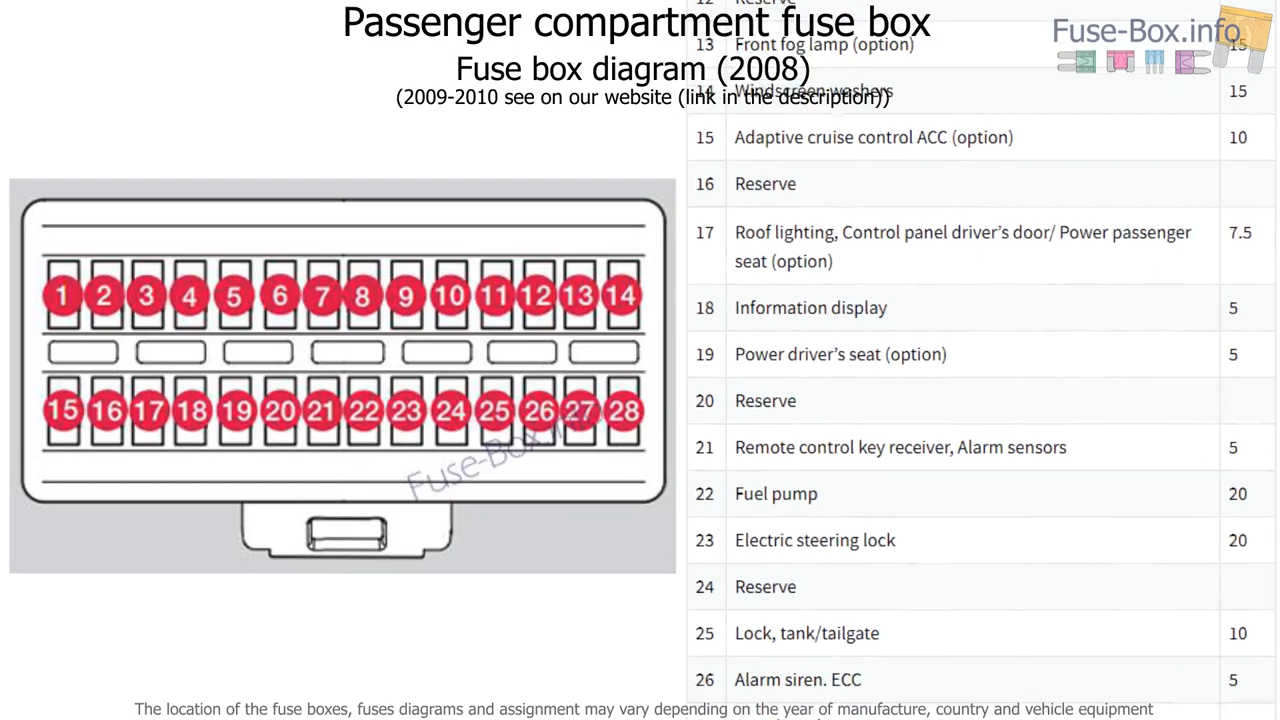 Passenger compartment fuse box
Fuse box diagram (2008)
(2009-2010 see on our website (link in the description))
Fuse-Box.info
1 2 3 4 5 6 7 8 9 10 11 12 13 14
15 16 17 18 19 20 21 22 23 24 25 26 27 28
Fuse-Box.info
12 Reserve
13 Front fog lamp (option) 15
14 Windscreen washers 15
15 Adaptive cruise control ACC (option) 10
16 Reserve
17 Roof lighting, Control panel driver’s door/ Power passenger 7.5
seat (option)
18 Information display 5
19 Power driver’s seat (option) 5
20 Reserve
21 Remote control key receiver, Alarm sensors 5
22 Fuel pump 20
23 Electric steering lock 20
24 Reserve
25 Lock, tank/tailgate 10
26 Alarm siren. ECC 5
The location of the fuse boxes, fuses diagrams and assignment may vary depending on the year of manufacture, country and vehicle equipment